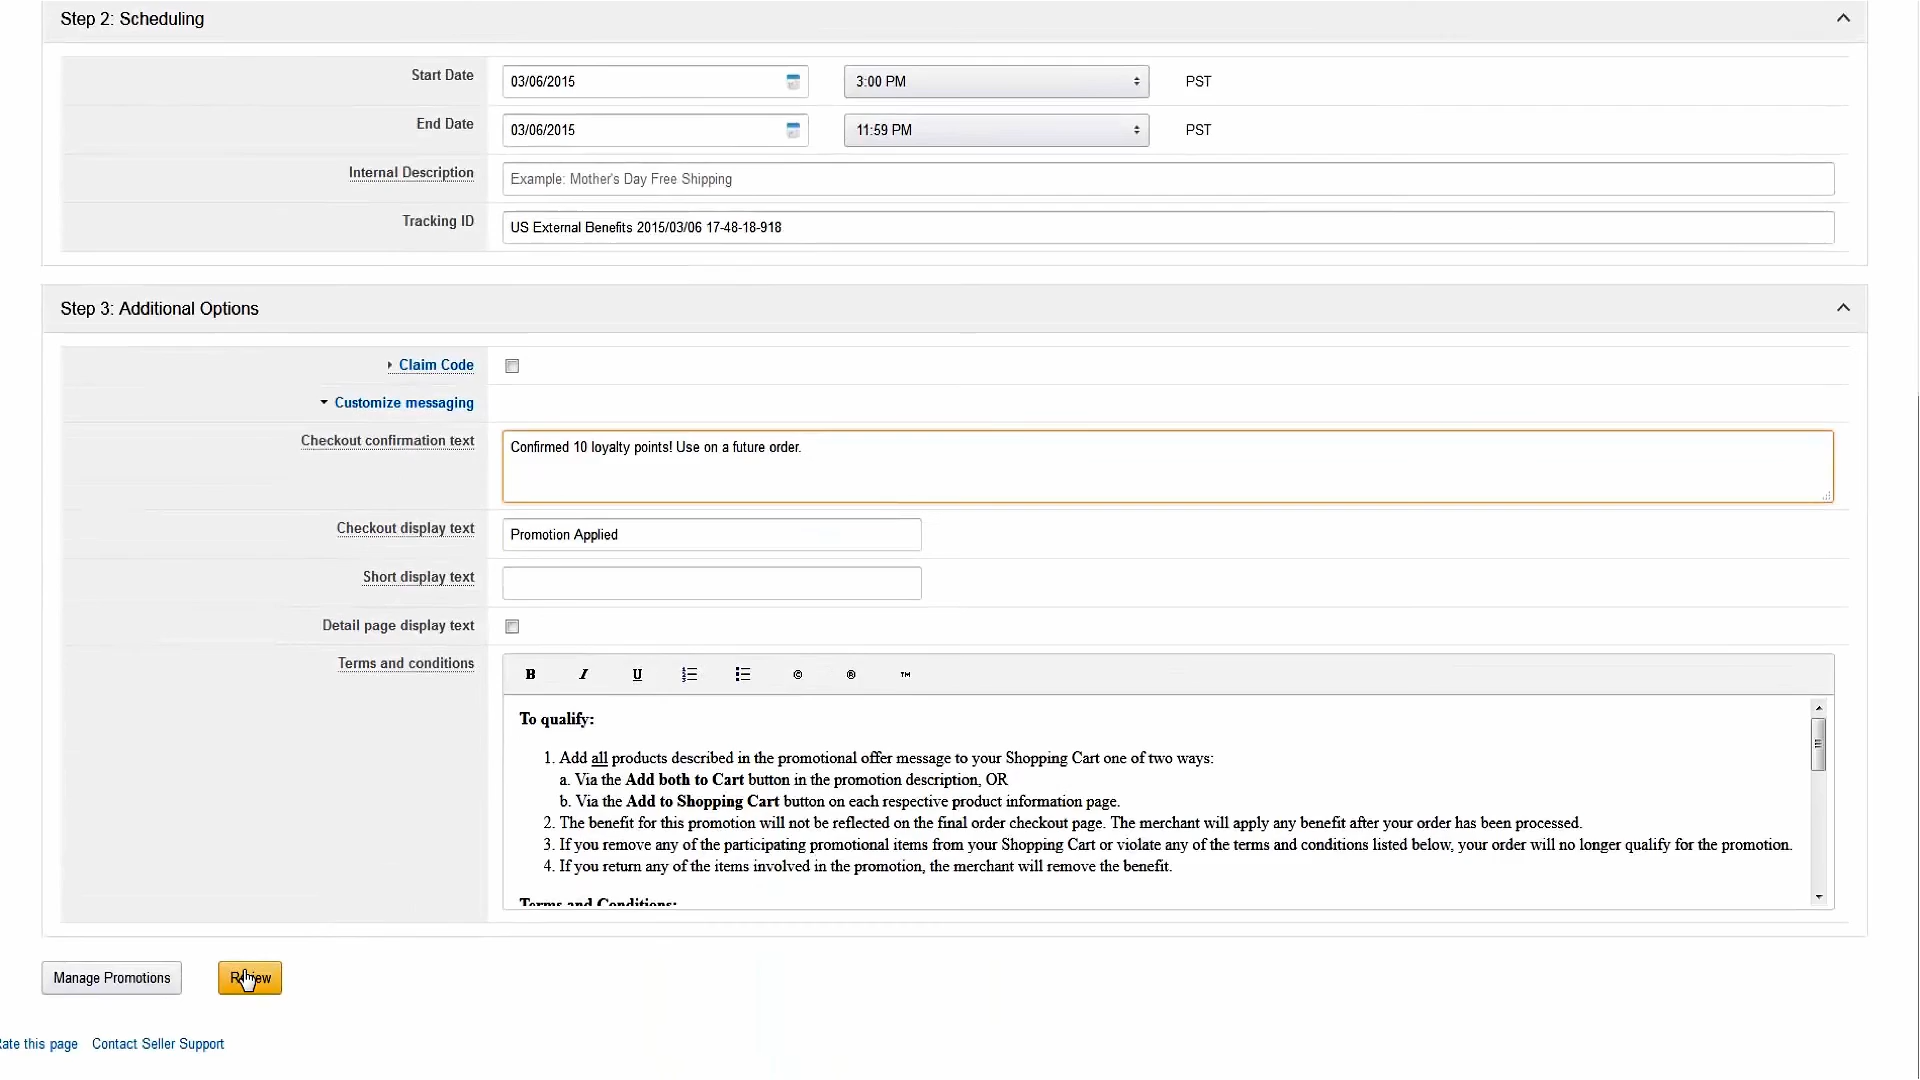 Step 2: Scheduling
Start Date
03/06/2015
3:00 PM
PST
End Date
03/06/2015
11:59 PM
PST
Internal Description
Example: Mother's Day Free Shipping
Tracking ID
US External Benefits 2015/03/06 17-48-18-918
Step 3: Additional Options
Claim Code
Customize messaging
Checkout confirmation text
Confirmed 10 loyalty points! Use on a future order.
Checkout display text
Promotion Applied
Short display text
Detail page display text
Terms and conditions
B I U © ® ™
To qualify:
1. Add all products described in the promotional offer message to your Shopping Cart one of two ways:
a. Via the Add both to Cart button in the promotion description, OR
b. Via the Add to Shopping Cart button on each respective product information page.
2. The benefit for this promotion will not be reflected on the final order checkout page. The merchant will apply any benefit after your order has been processed.
3. If you remove any of the participating promotional items from your Shopping Cart or violate any of the terms and conditions listed below, your order will no longer qualify for the promotion.
4. If you return any of the items involved in the promotion, the merchant will remove the benefit.
Terms and Conditions:
Manage Promotions
Review
ate this page
Contact Seller Support